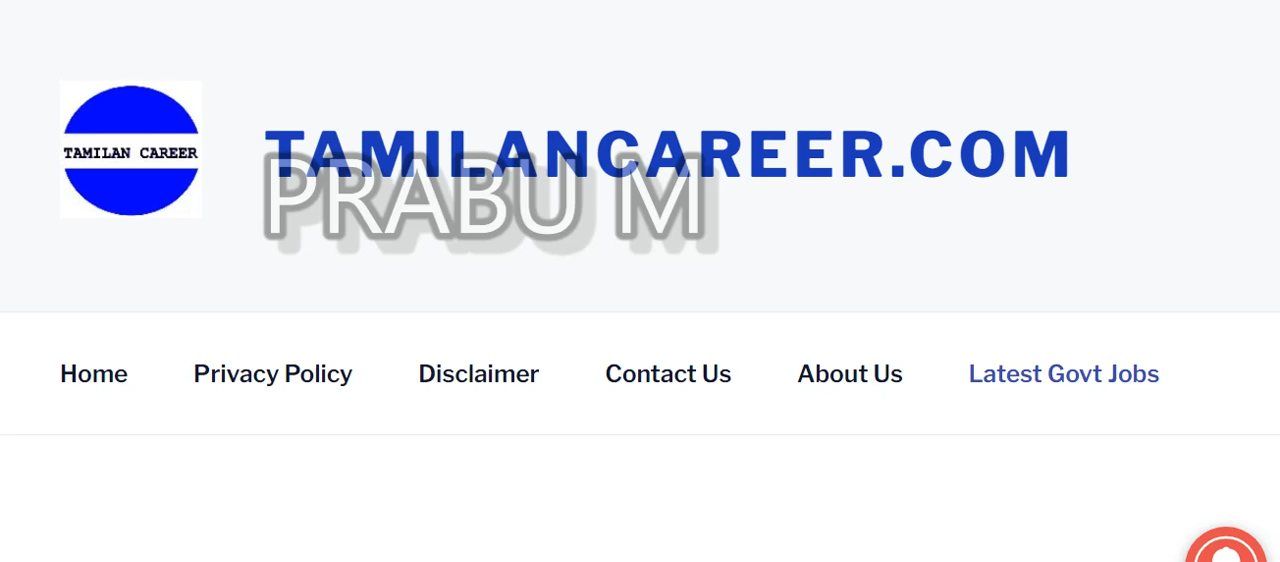 TAMILAN CAREER
TAMILANCAREER.COM
PRABU M
Home Privacy Policy Disclaimer Contact Us About Us Latest Govt Jobs